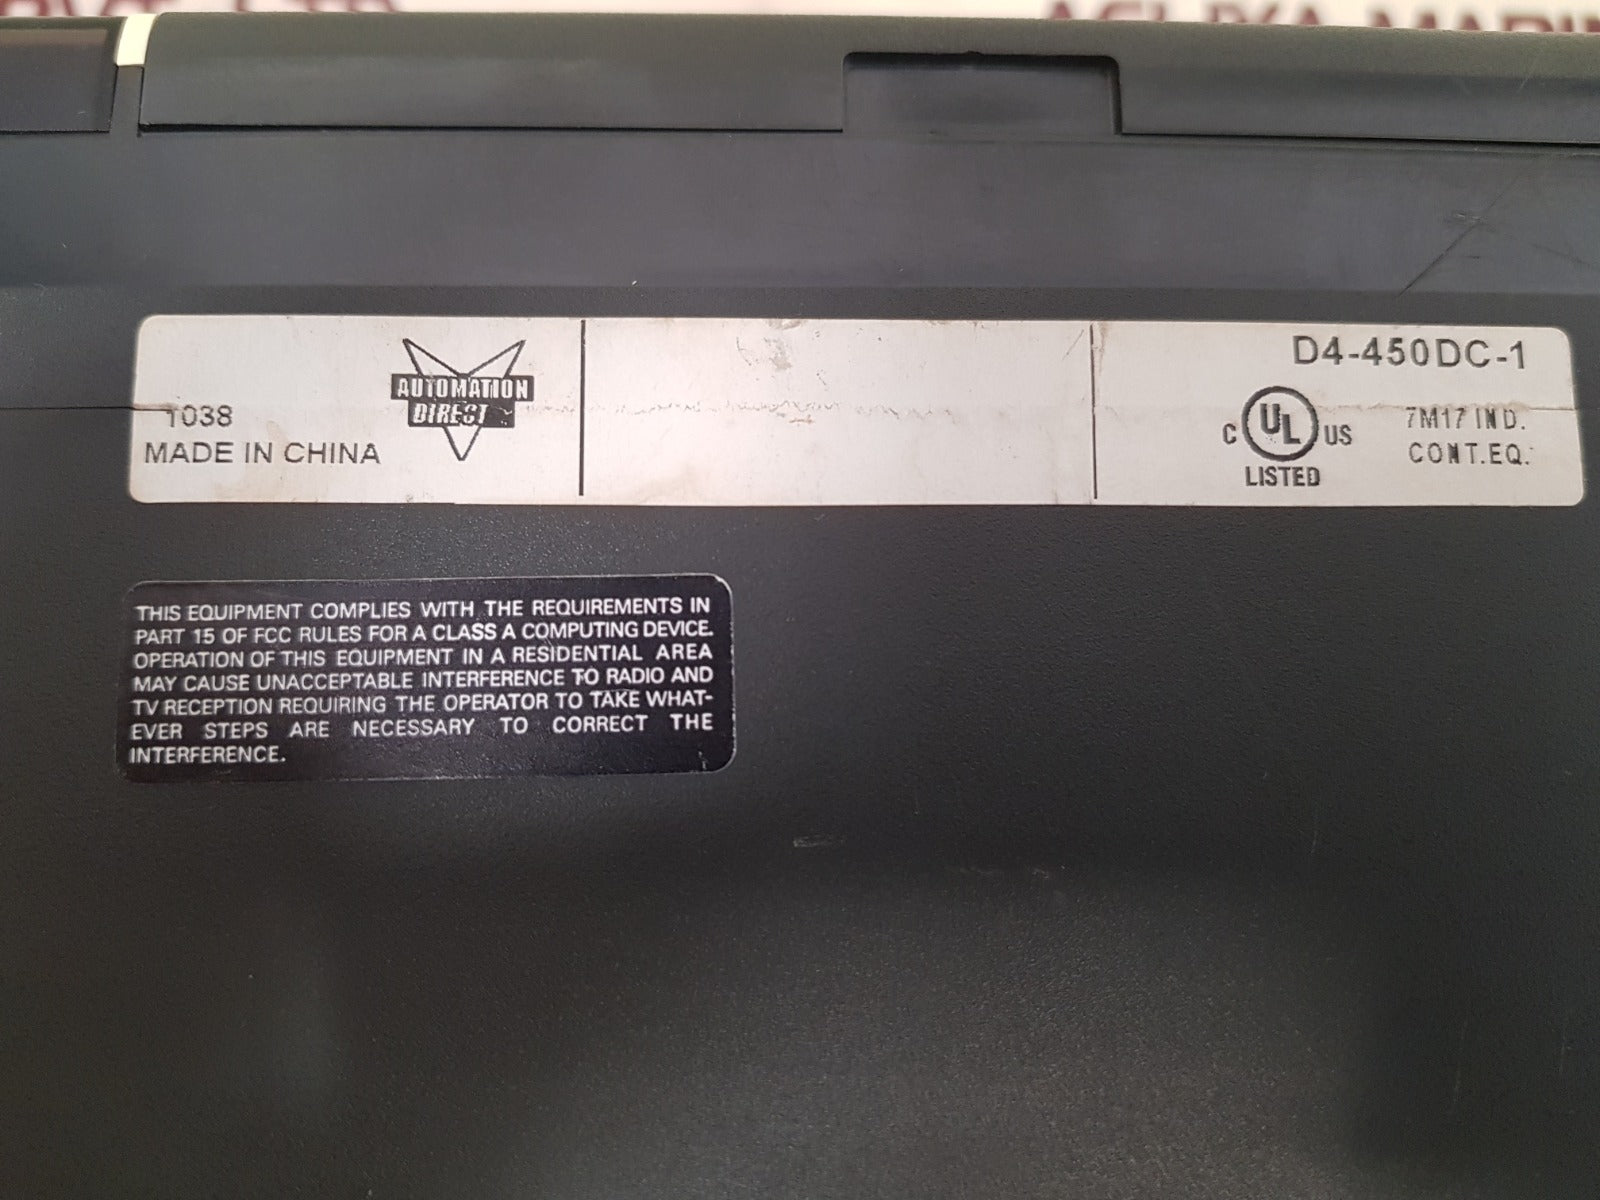 D4-450DC-1
AUTOMATION
DIRECT
1038
MADE IN CHINA
C UL US
LISTED
7M17 IND.
CONT.EQ.
THIS EQUIPMENT COMPLIES WITH THE REQUIREMENTS IN
PART 15 OF FCC RULES FOR A CLASS A COMPUTING DEVICE.
OPERATION OF THIS EQUIPMENT IN A RESIDENTIAL AREA
MAY CAUSE UNACCEPTABLE INTERFERENCE TO RADIO AND
TV RECEPTION REQUIRING THE OPERATOR TO TAKE WHAT-
EVER STEPS ARE NECESSARY TO CORRECT THE
INTERFERENCE.